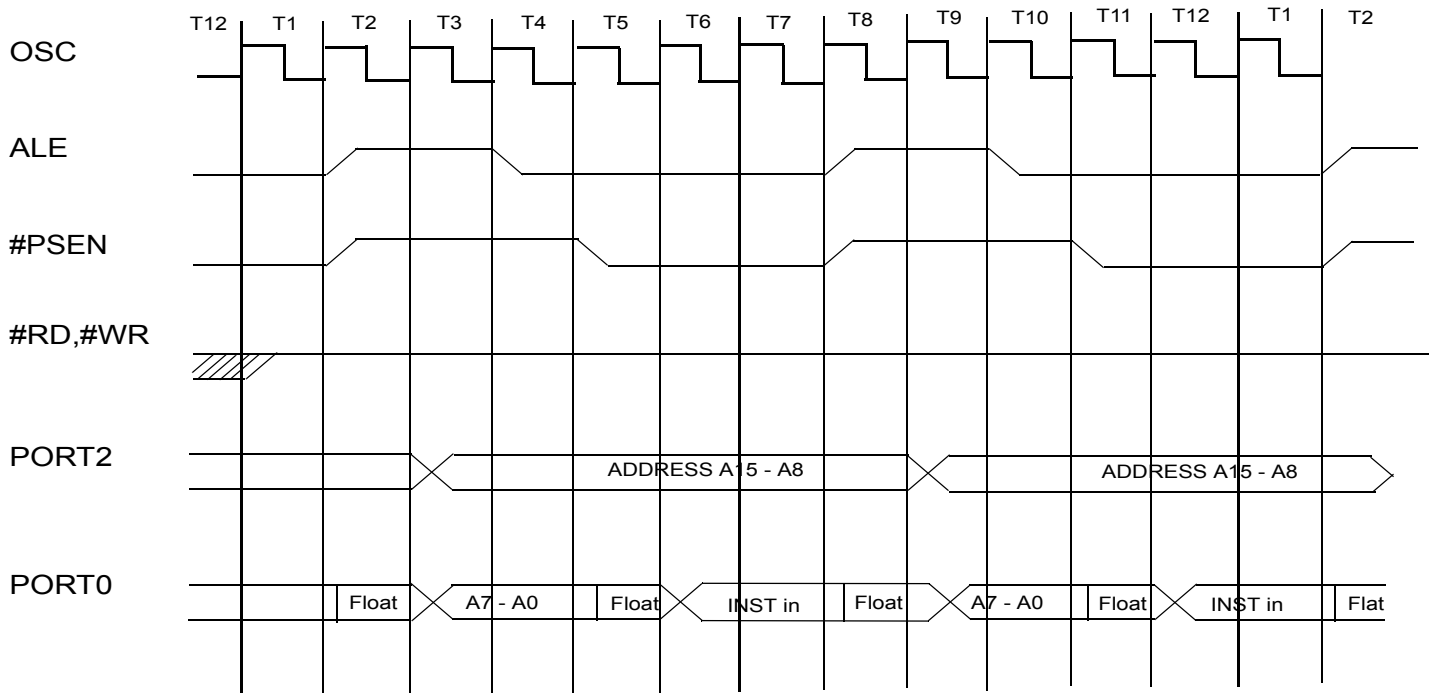 T12 T1 T2 T3 T4 T5 T6 T7 T8 T9 T10 T11 T12 T1 T2
OSC
ALE
#PSEN
#RD,#WR
PORT2 ADDRESS A15 - A8 ADDRESS A15 - A8
PORT0 Float A7 - A0 Float INST in Float A7 - A0 Float INST in Flat